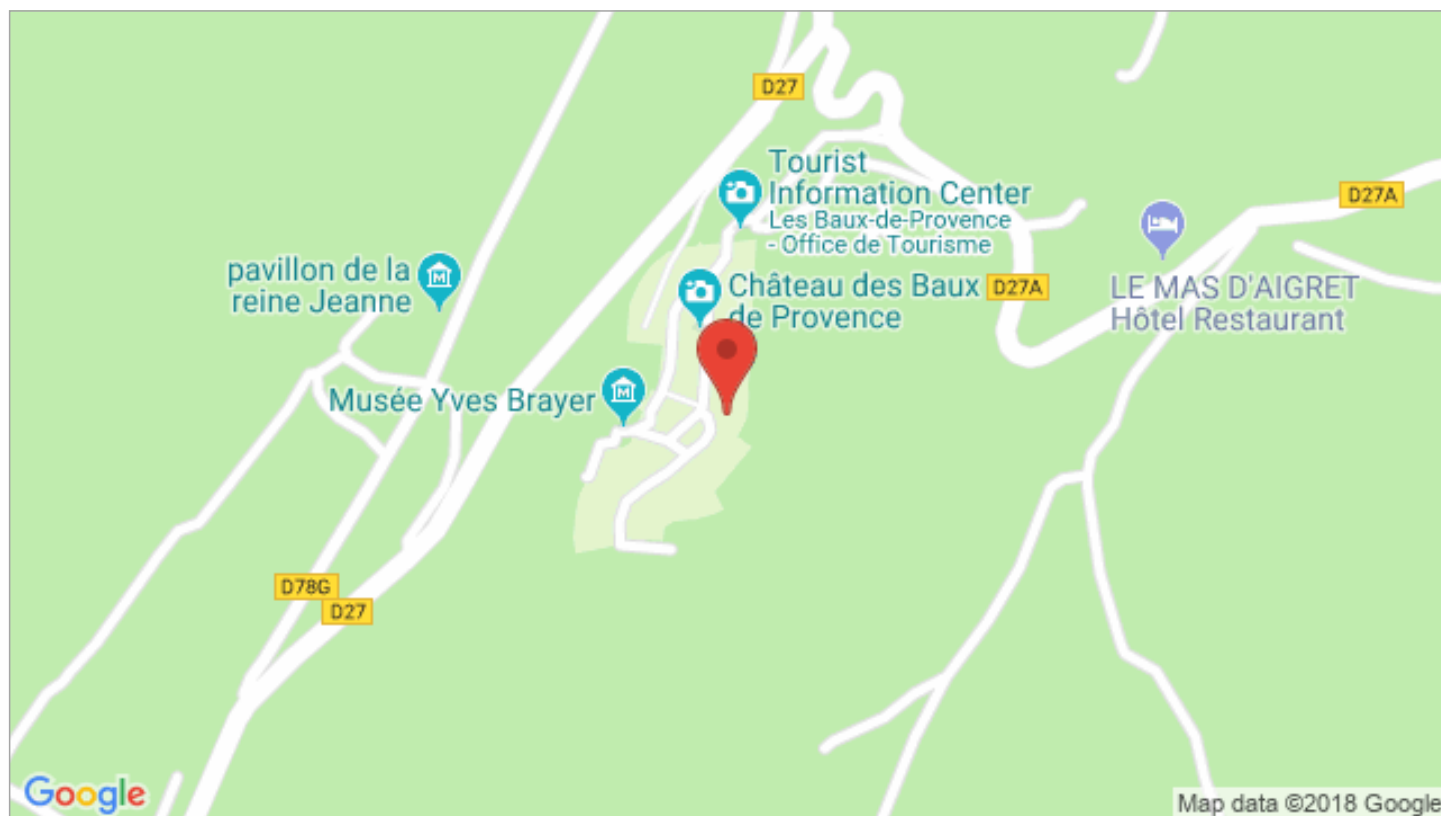 D27
Tourist
Information Center
Les Baux-de-Provence
- Office de Tourisme
D27A
pavillon de la
reine Jeanne
Château des Baux
de Provence
D27A
LE MAS D'AIGRET
Hôtel Restaurant
Musée Yves Brayer
D78G
D27
Google
Map data ©2018 Google